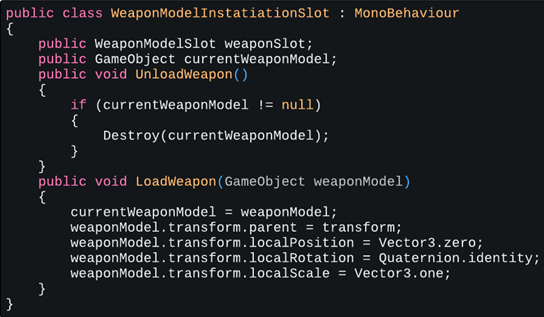 public class WeaponModelInstatiationSlot : MonoBehaviour
{
    public WeaponModelSlot weaponSlot;
    public GameObject currentWeaponModel;
    public void UnloadWeapon()
    {
        if (currentWeaponModel != null)
        {
            Destroy(currentWeaponModel);
        }
    }
    public void LoadWeapon(GameObject weaponModel)
    {
        currentWeaponModel = weaponModel;
        weaponModel.transform.parent = transform;
        weaponModel.transform.localPosition = Vector3.zero;
        weaponModel.transform.localRotation = Quaternion.identity;
        weaponModel.transform.localScale = Vector3.one;
    }
}